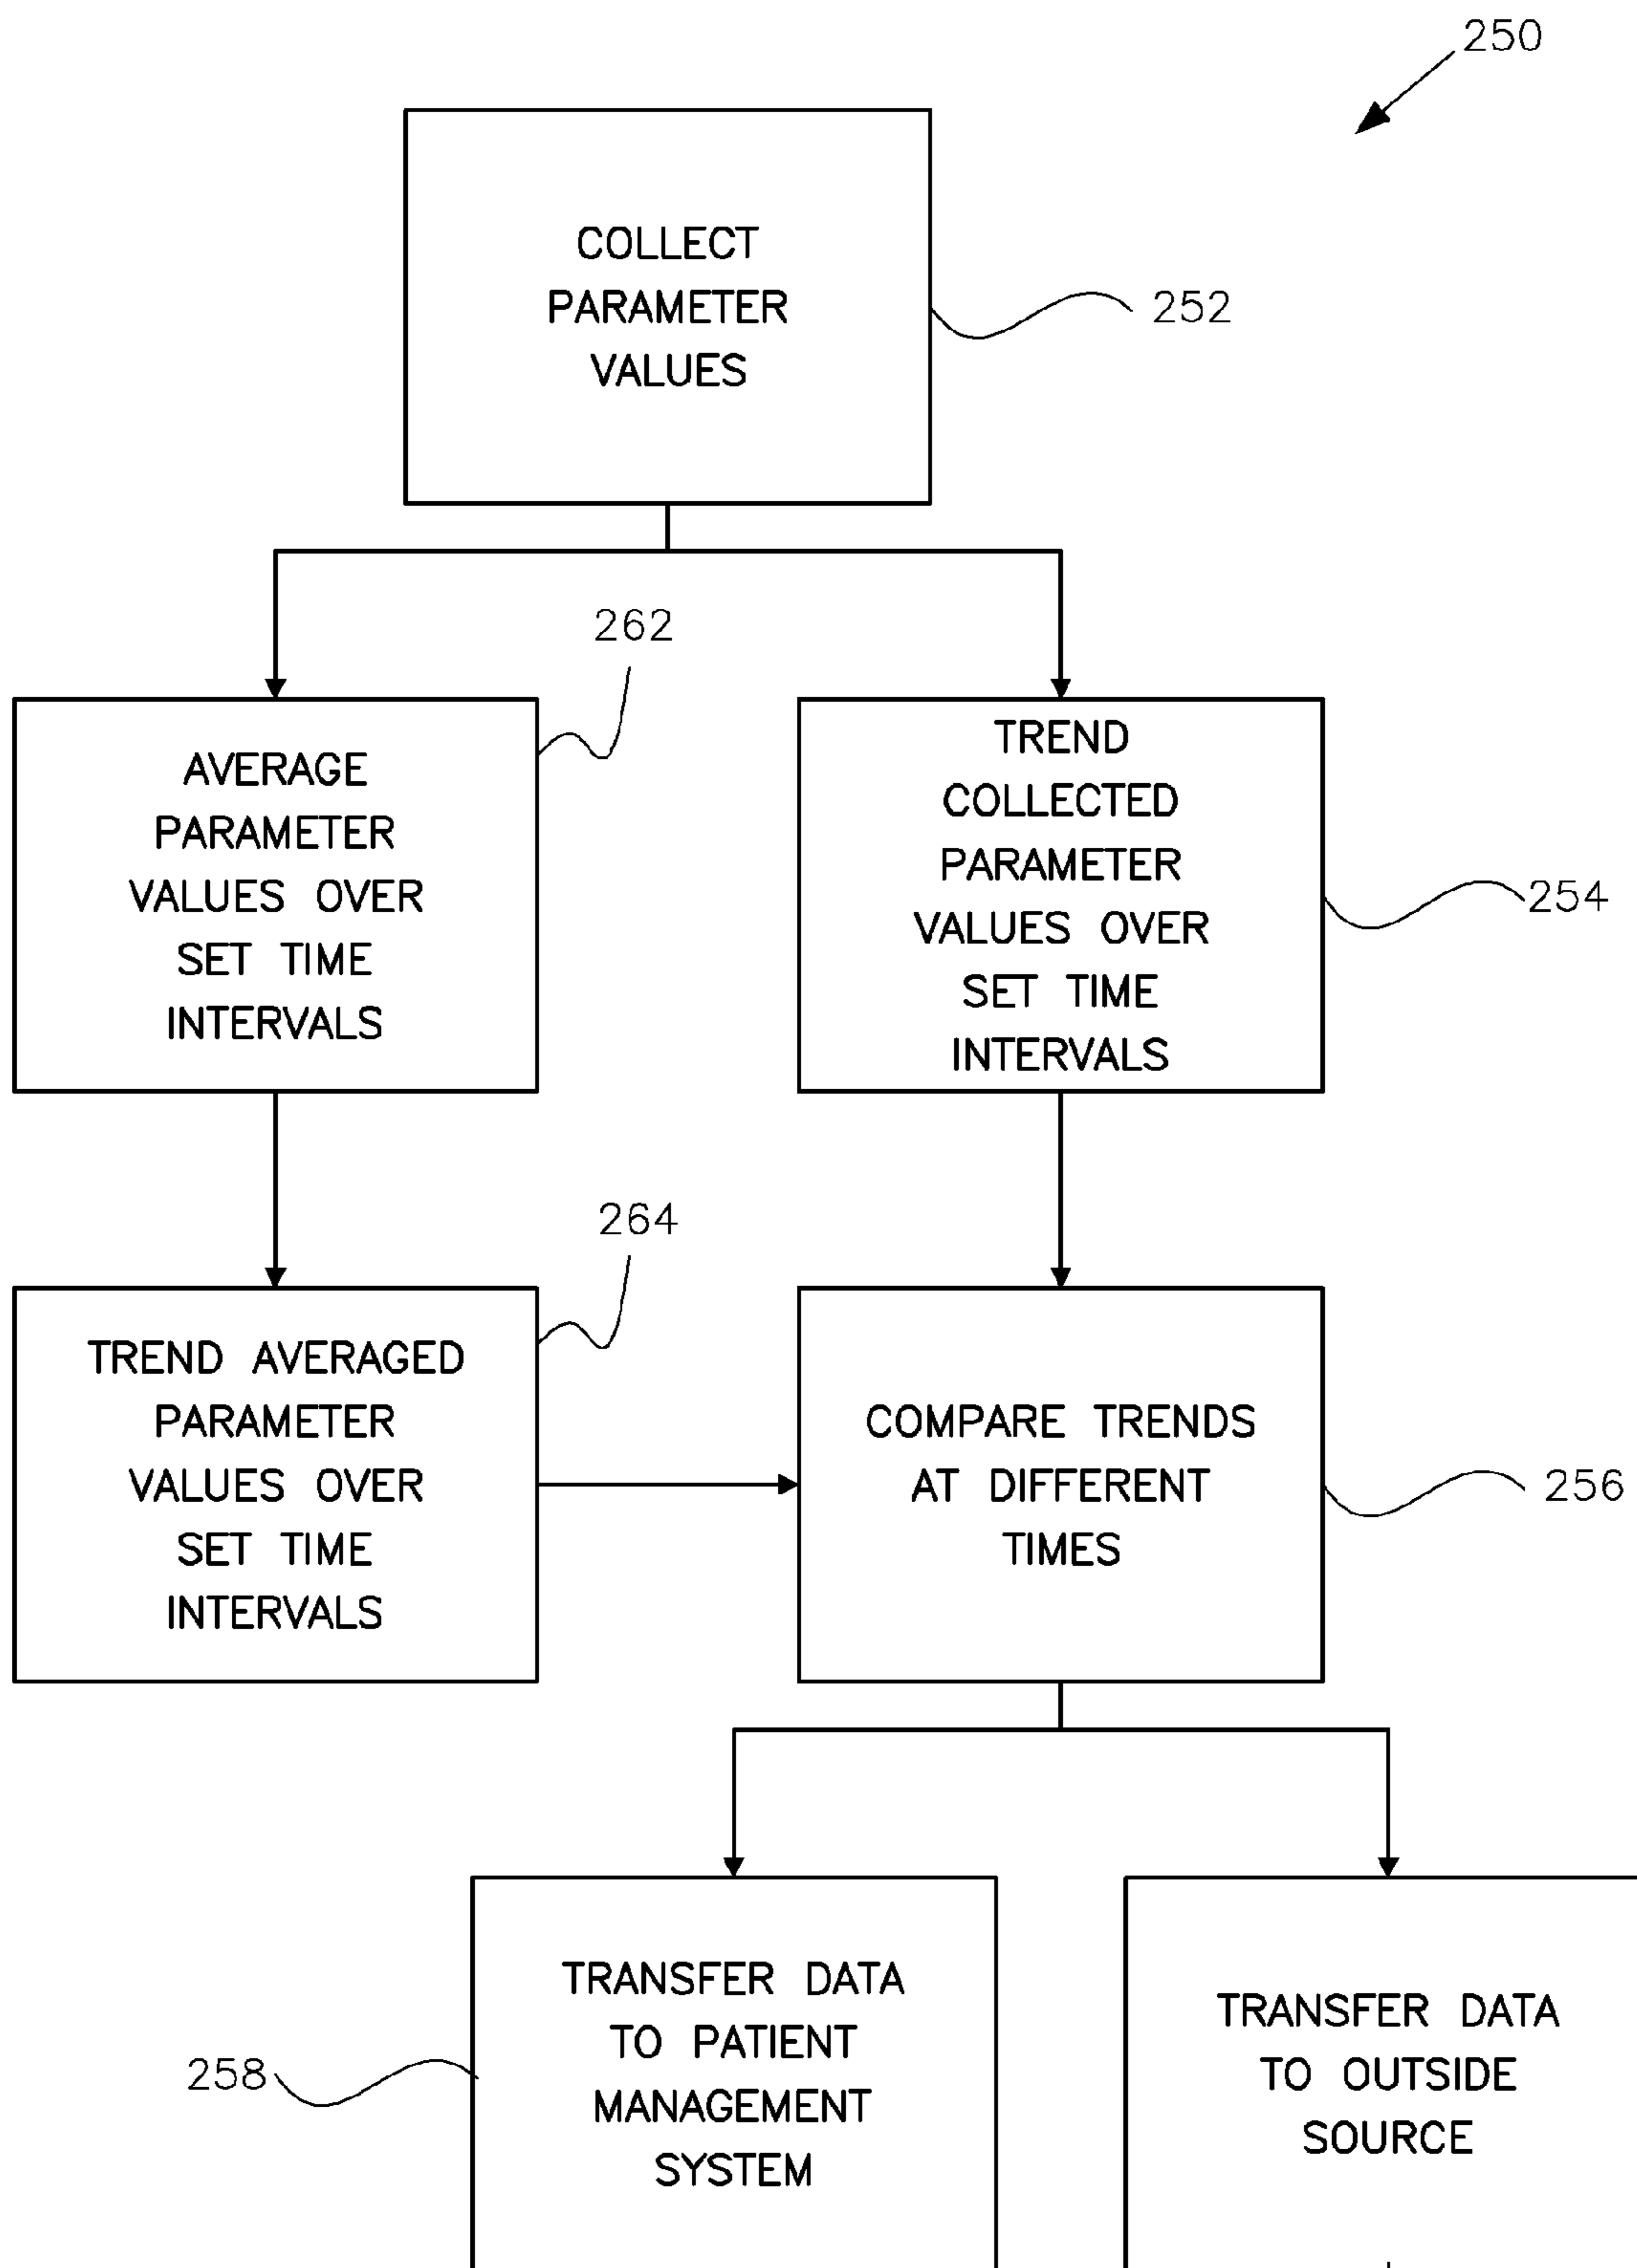 250
COLLECT
PARAMETER
VALUES
252
262
AVERAGE
PARAMETER
VALUES OVER
SET TIME
INTERVALS
TREND
COLLECTED
PARAMETER
VALUES OVER
SET TIME
INTERVALS
254
264
TREND AVERAGED
PARAMETER
VALUES OVER
SET TIME
INTERVALS
COMPARE TRENDS
AT DIFFERENT
TIMES
256
258
TRANSFER DATA
TO PATIENT
MANAGEMENT
SYSTEM
TRANSFER DATA
TO OUTSIDE
SOURCE